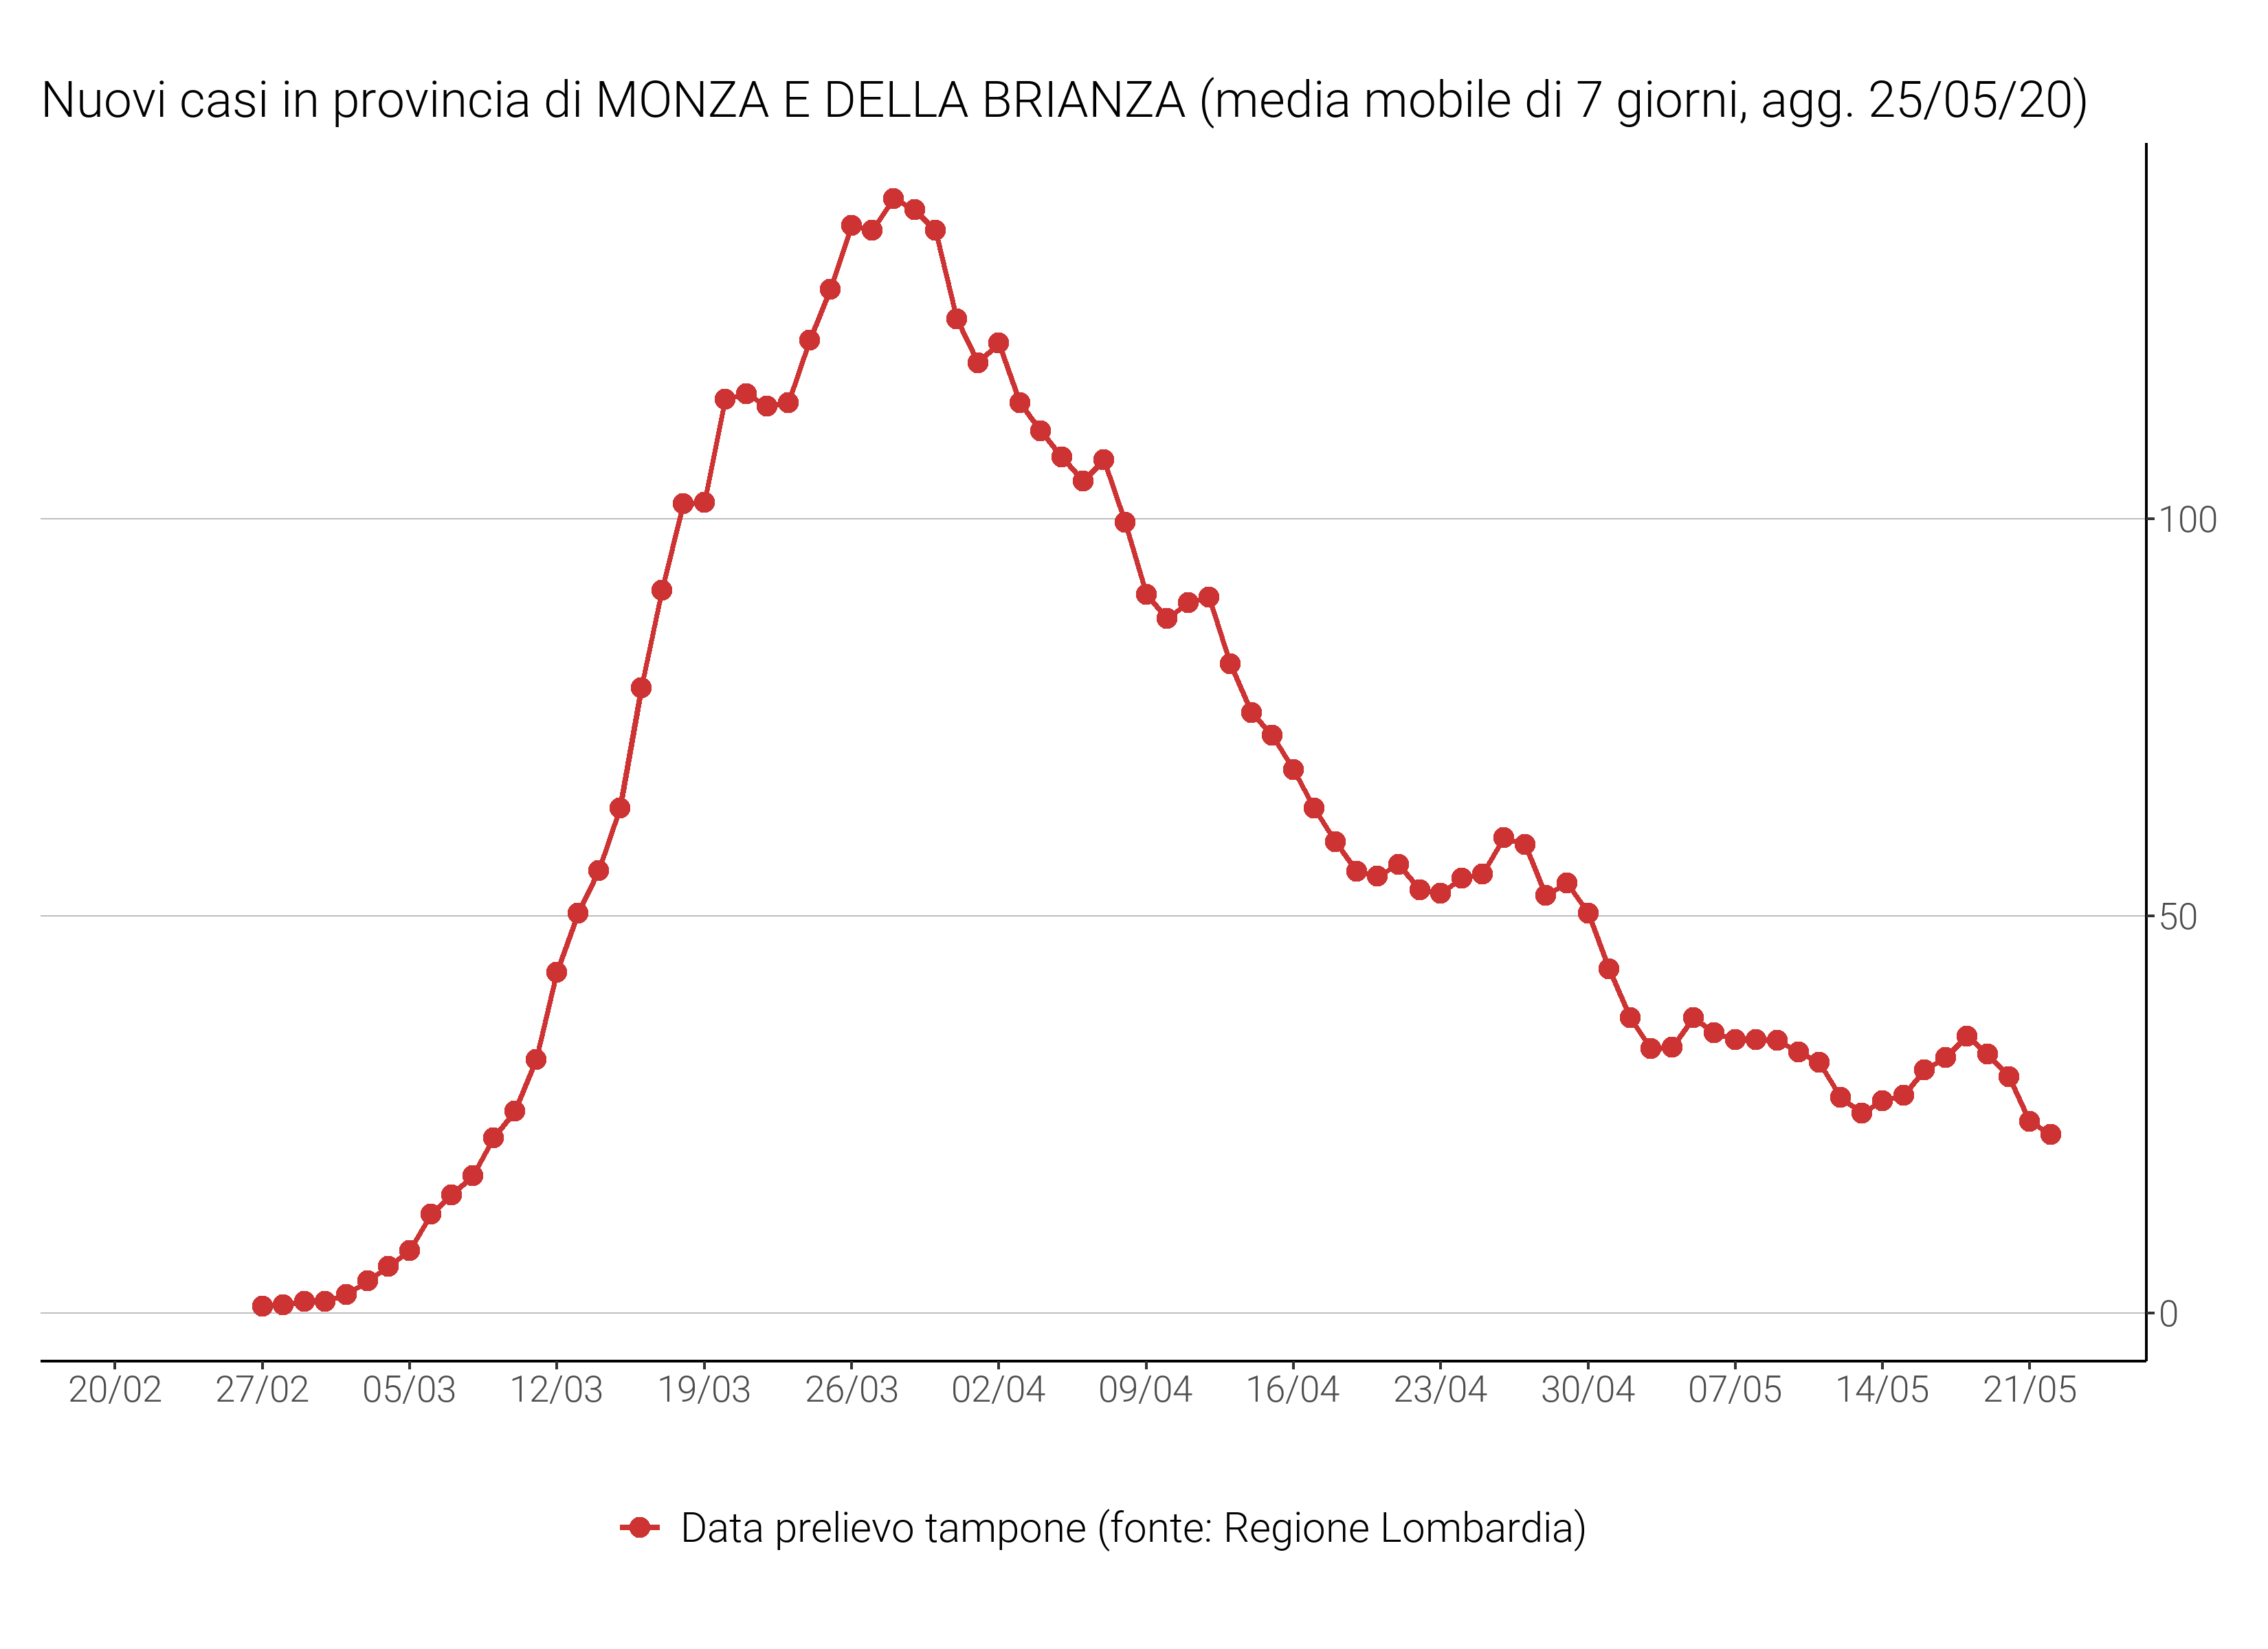 Nuovi casi in provincia di MONZA E DELLA BRIANZA (media mobile di 7 giorni, agg. 25/05/20)
100
50
0
20/02 27/02 05/03 12/03 19/03 26/03 02/04 09/04 16/04 23/04 30/04 07/05 14/05 21/05
Data prelievo tampone (fonte: Regione Lombardia)